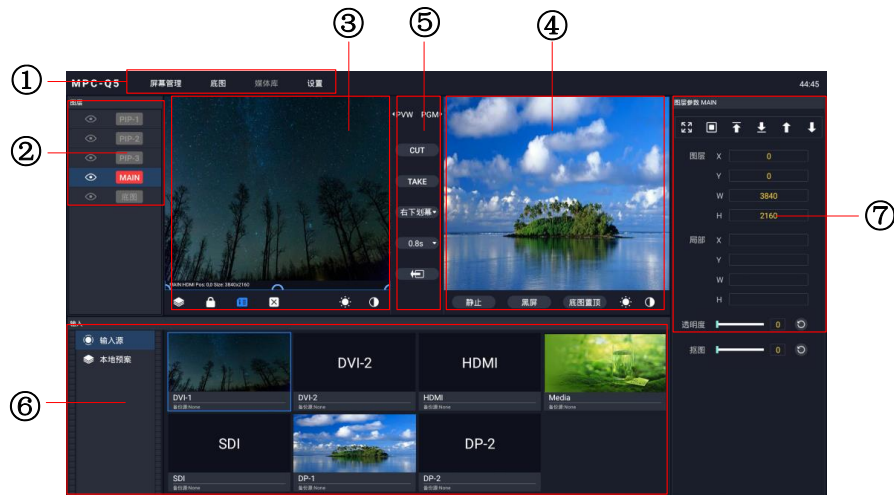 ③ ⑤ ④
① MPC-Q5 屏幕管理 底图 媒体库 设置 44:45
图层
PIP-1
PIP-2
② PIP-3
MAIN
底图
MAIN:HDMI Pos: 0,0 Size: 3840x2160
PVW PGM
CUT
TAKE
右下划幕
0.8s
静止 黑屏 底图置顶
图层参数 MAIN
图层 X 0
Y 0
W 3840
H 2160 ⑦
局部 X
Y
W
H
透明度 0
抠图 0
输入
输入源
本地预案
⑥
DVI-2 HDMI
DVI-1 DVI-2 HDMI Media
备份源:None 备份源:None 备份源:None 备份源:None
SDI DP-2
SDI DP-1 DP-2
备份源:None 备份源:None 备份源:None